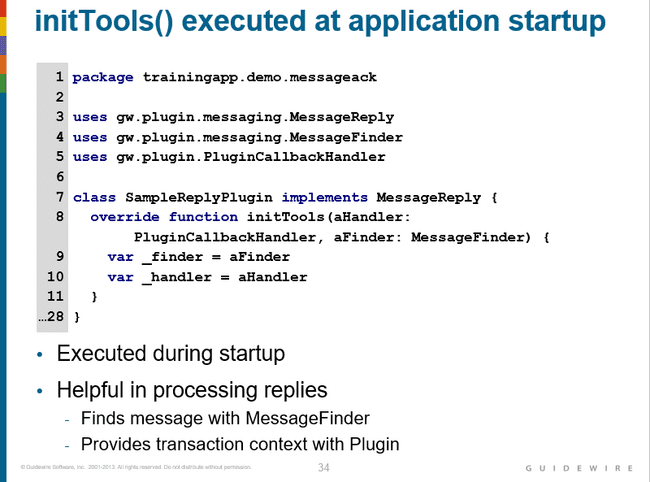 initTools() executed at application startup
1 package trainingapp.demo.messageack
2
3 uses gw.plugin.messaging.MessageReply
4 uses gw.plugin.messaging.MessageFinder
5 uses gw.plugin.PluginCallbackHandler
6
7 class SampleReplyPlugin implements MessageReply {
8 override function initTools(aHandler:
PluginCallbackHandler, aFinder: MessageFinder) {
9 var _finder = aFinder
10 var _handler = aHandler
11 }
…28 }
• Executed during startup
• Helpful in processing replies
- Finds message with MessageFinder
- Provides transaction context with Plugin
© Guidewire Software, Inc. 2001-2013. All rights reserved. Do not distribute without permission.
34
GUIDEWIRE